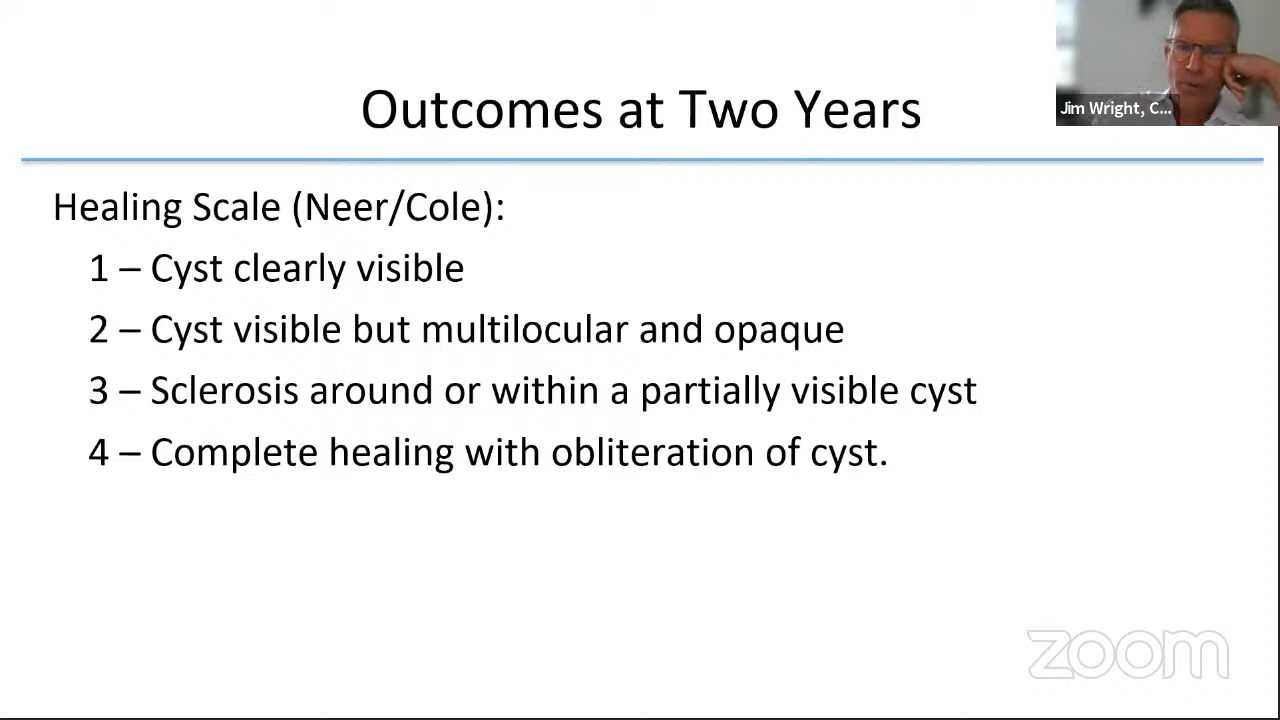 Jim Wright, C...
Outcomes at Two Years
Healing Scale (Neer/Cole):
1 – Cyst clearly visible
2 – Cyst visible but multilocular and opaque
3 – Sclerosis around or within a partially visible cyst
4 – Complete healing with obliteration of cyst.
zoom